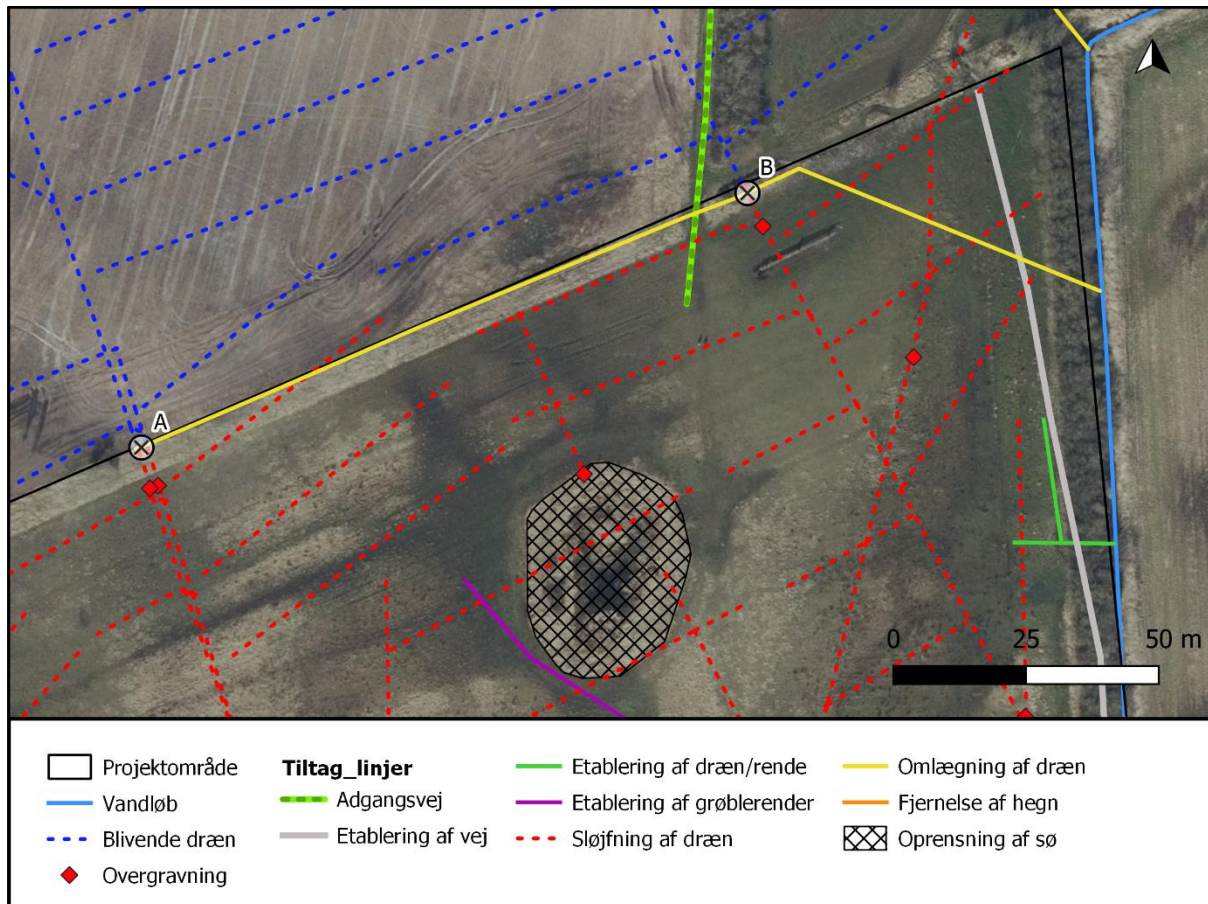 B
A
0 25 50 m
Projektområde
Vandløb
Blivende dræn
Overgravning
Tiltag_linjer
Adgangsvej
Etablering af vej
Etablering af dræn/rende
Etablering af grøblerender
Sløjfning af dræn
Omlægning af dræn
Fjernelse af hegn
Oprensning af sø